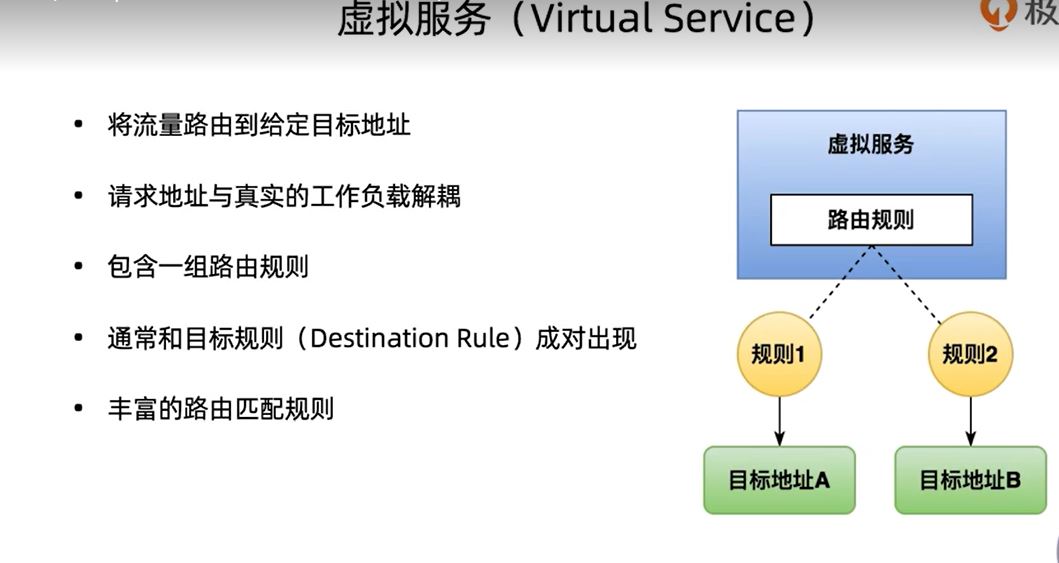 虚拟服务（Virtual Service）
极
• 将流量路由到给定目标地址
• 请求地址与真实的工作负载解耦
• 包含一组路由规则
• 通常和目标规则（Destination Rule）成对出现
• 丰富的路由匹配规则
虚拟服务
路由规则
规则1
规则2
目标地址A
目标地址B